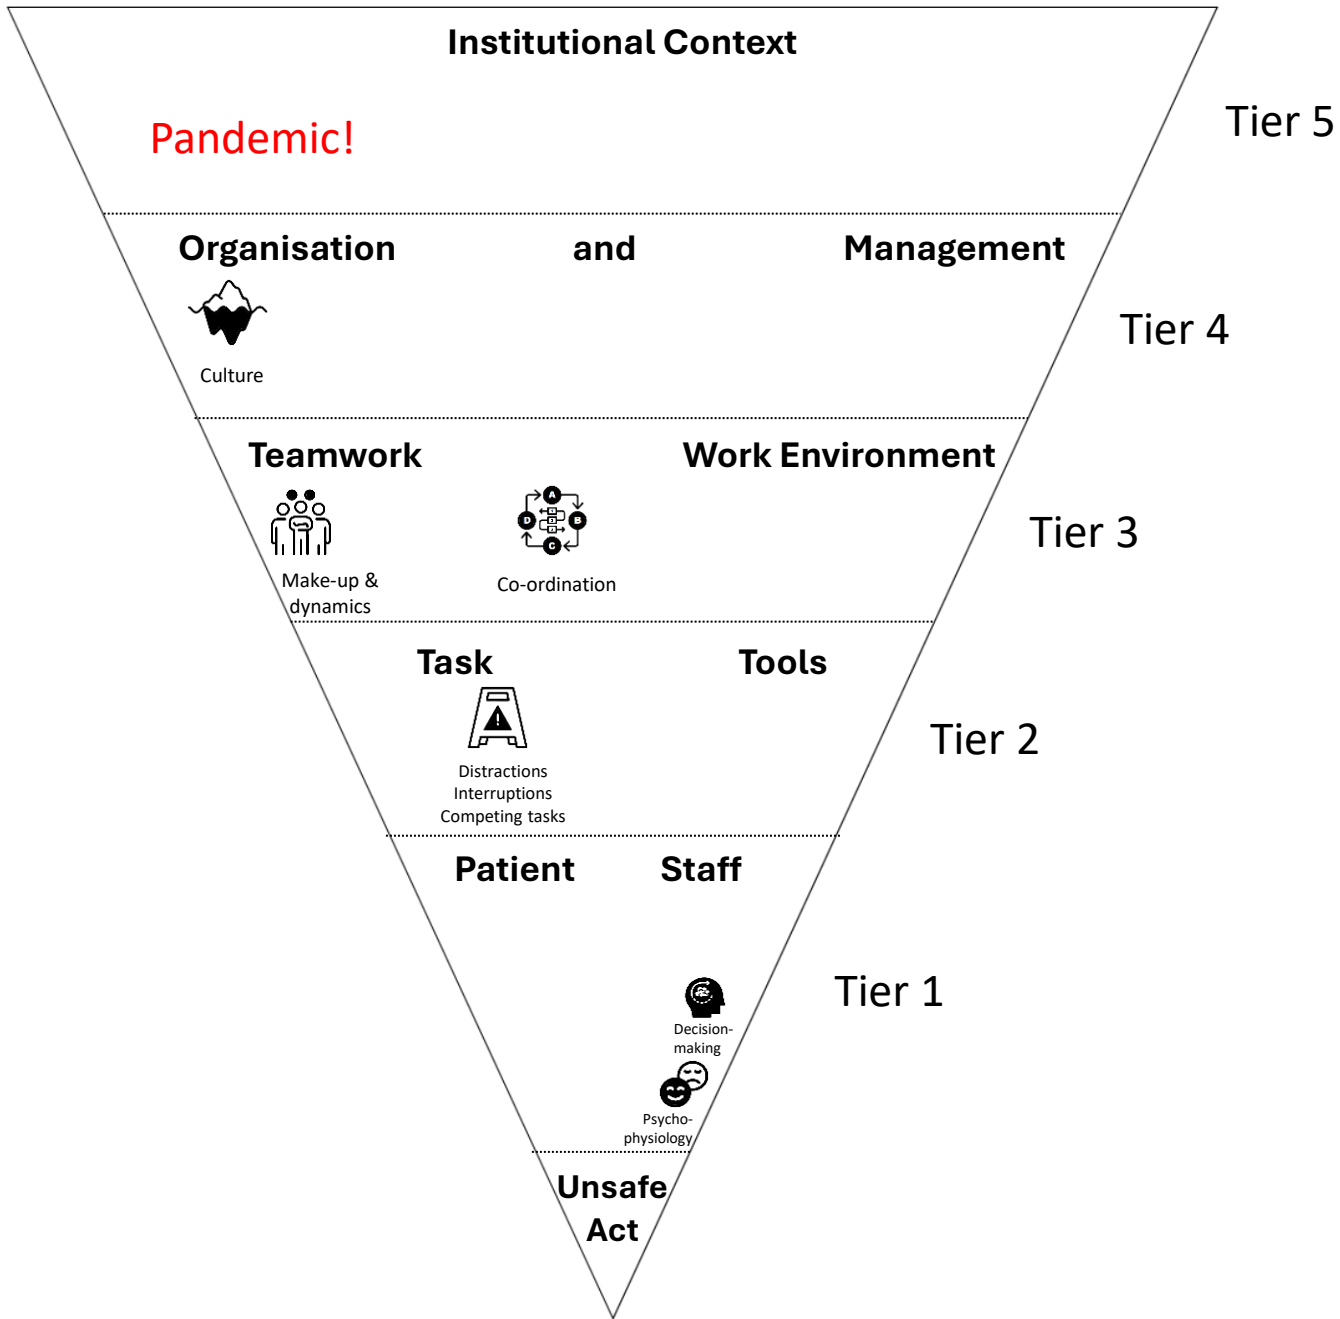 Institutional Context
Pandemic!
Tier 5
Organisation and Management
Culture
Tier 4
Teamwork Work Environment
A
D B
C
Make-up &
dynamics
Co-ordination
Tier 3
Task Tools
Distractions
Interruptions
Competing tasks
Tier 2
Patient Staff
Decision-
making
Psycho-
physiology
Tier 1
Unsafe
Act